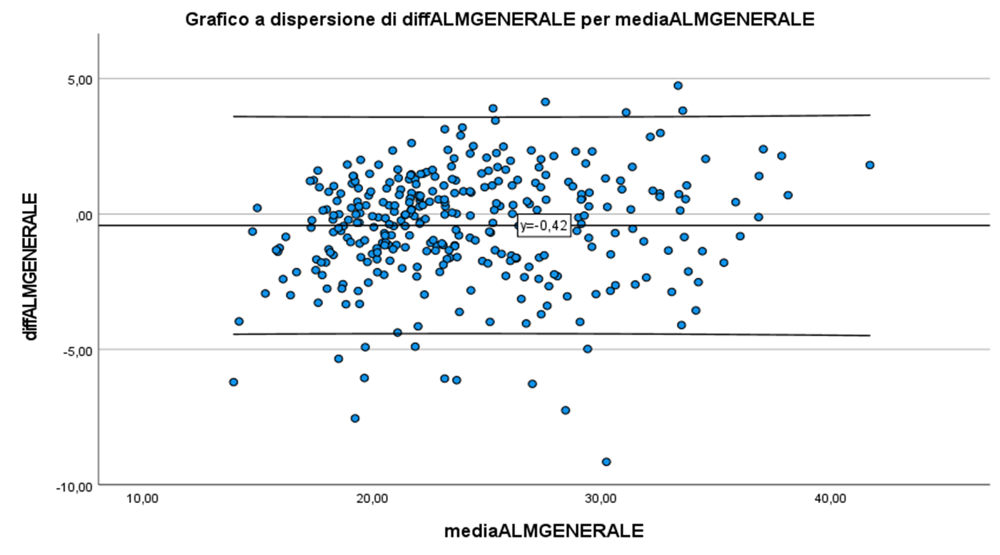 Grafico a dispersione di diffALMGENERALE per mediaALMGENERALE
diffALMGENERALE
5,00
,00
-5,00
-10,00
y=-0,42
10,00 20,00 30,00 40,00
mediaALMGENERALE